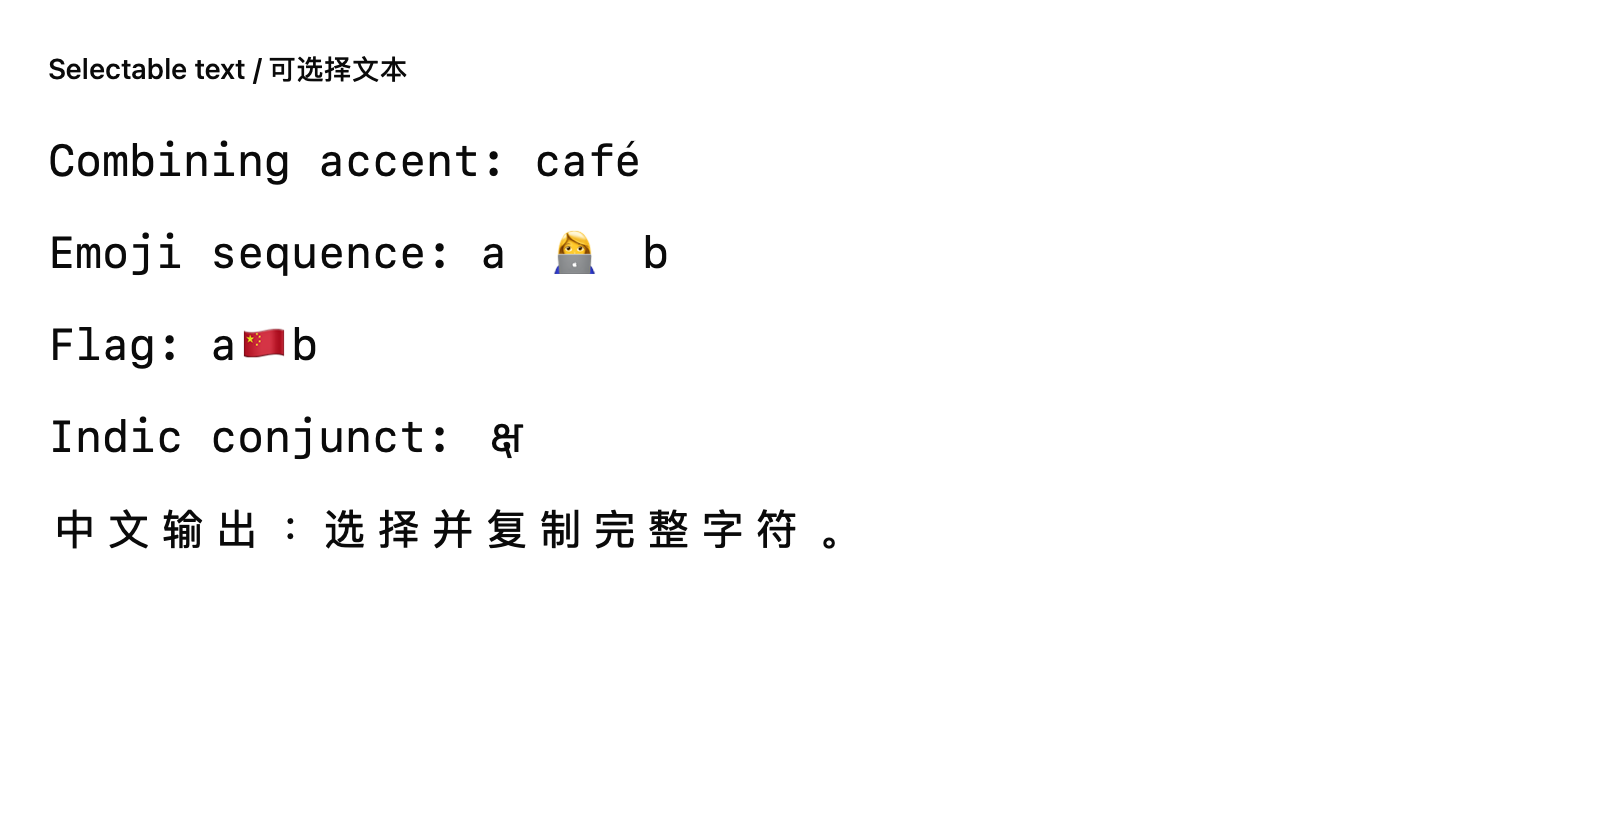 Selectable text / 可选择文本
Combining accent: café
Emoji sequence: a 👩‍💻 b
Flag: a🇨🇳b
Indic conjunct: क्ष
中文输出：选择并复制完整字符。